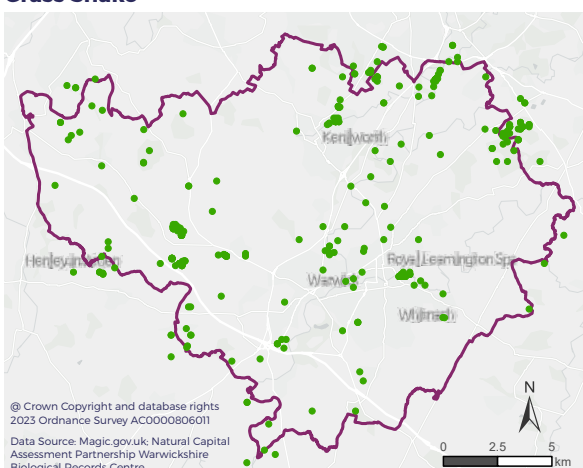 Grass Snake
Kenilworth
Henley-in-Arden
Royal Leamington Spa
Warwick
Whitnash
N
@ Crown Copyright and database rights
2023 Ordnance Survey AC0000806011
Data Source: Magic.gov.uk; Natural Capital
Assessment Partnership Warwickshire
Biological Records Centre
0 2.5 5
km